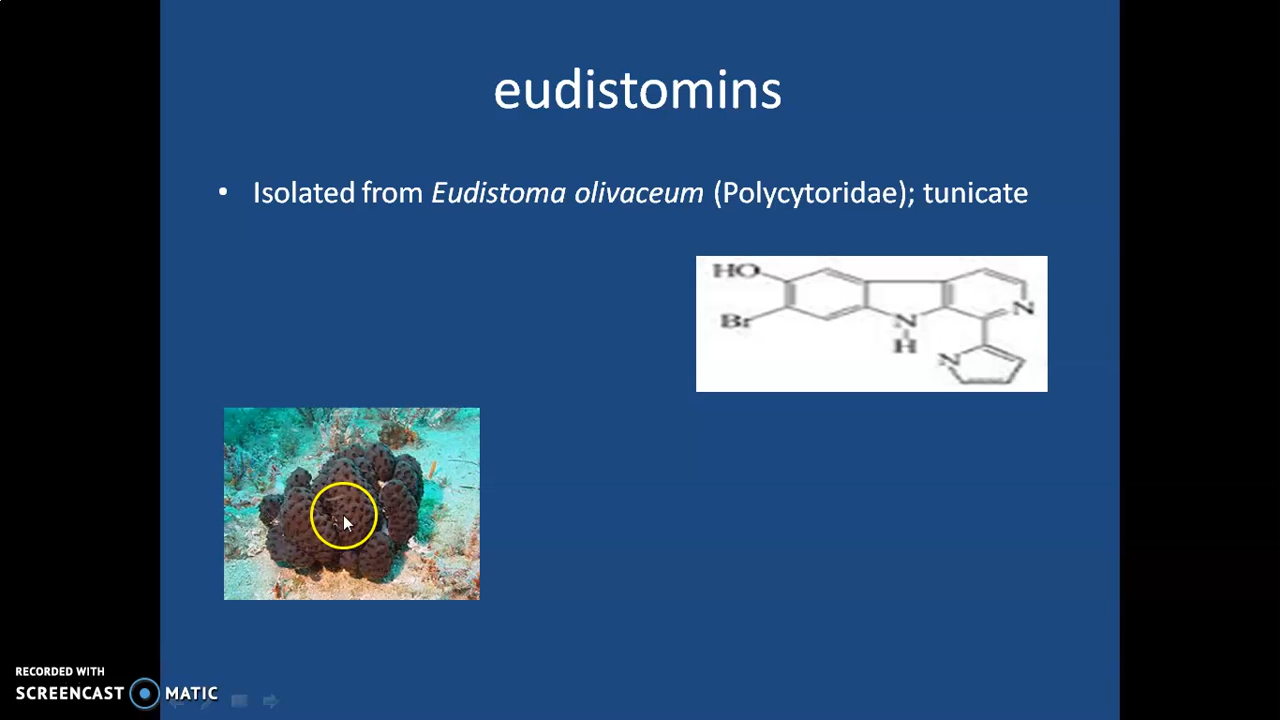 eudistomins
• Isolated from Eudistoma olivaceum (Polycytoridae); tunicate
HO
N
Br
N
H
N
RECORDED WITH
SCREENCAST MATIC